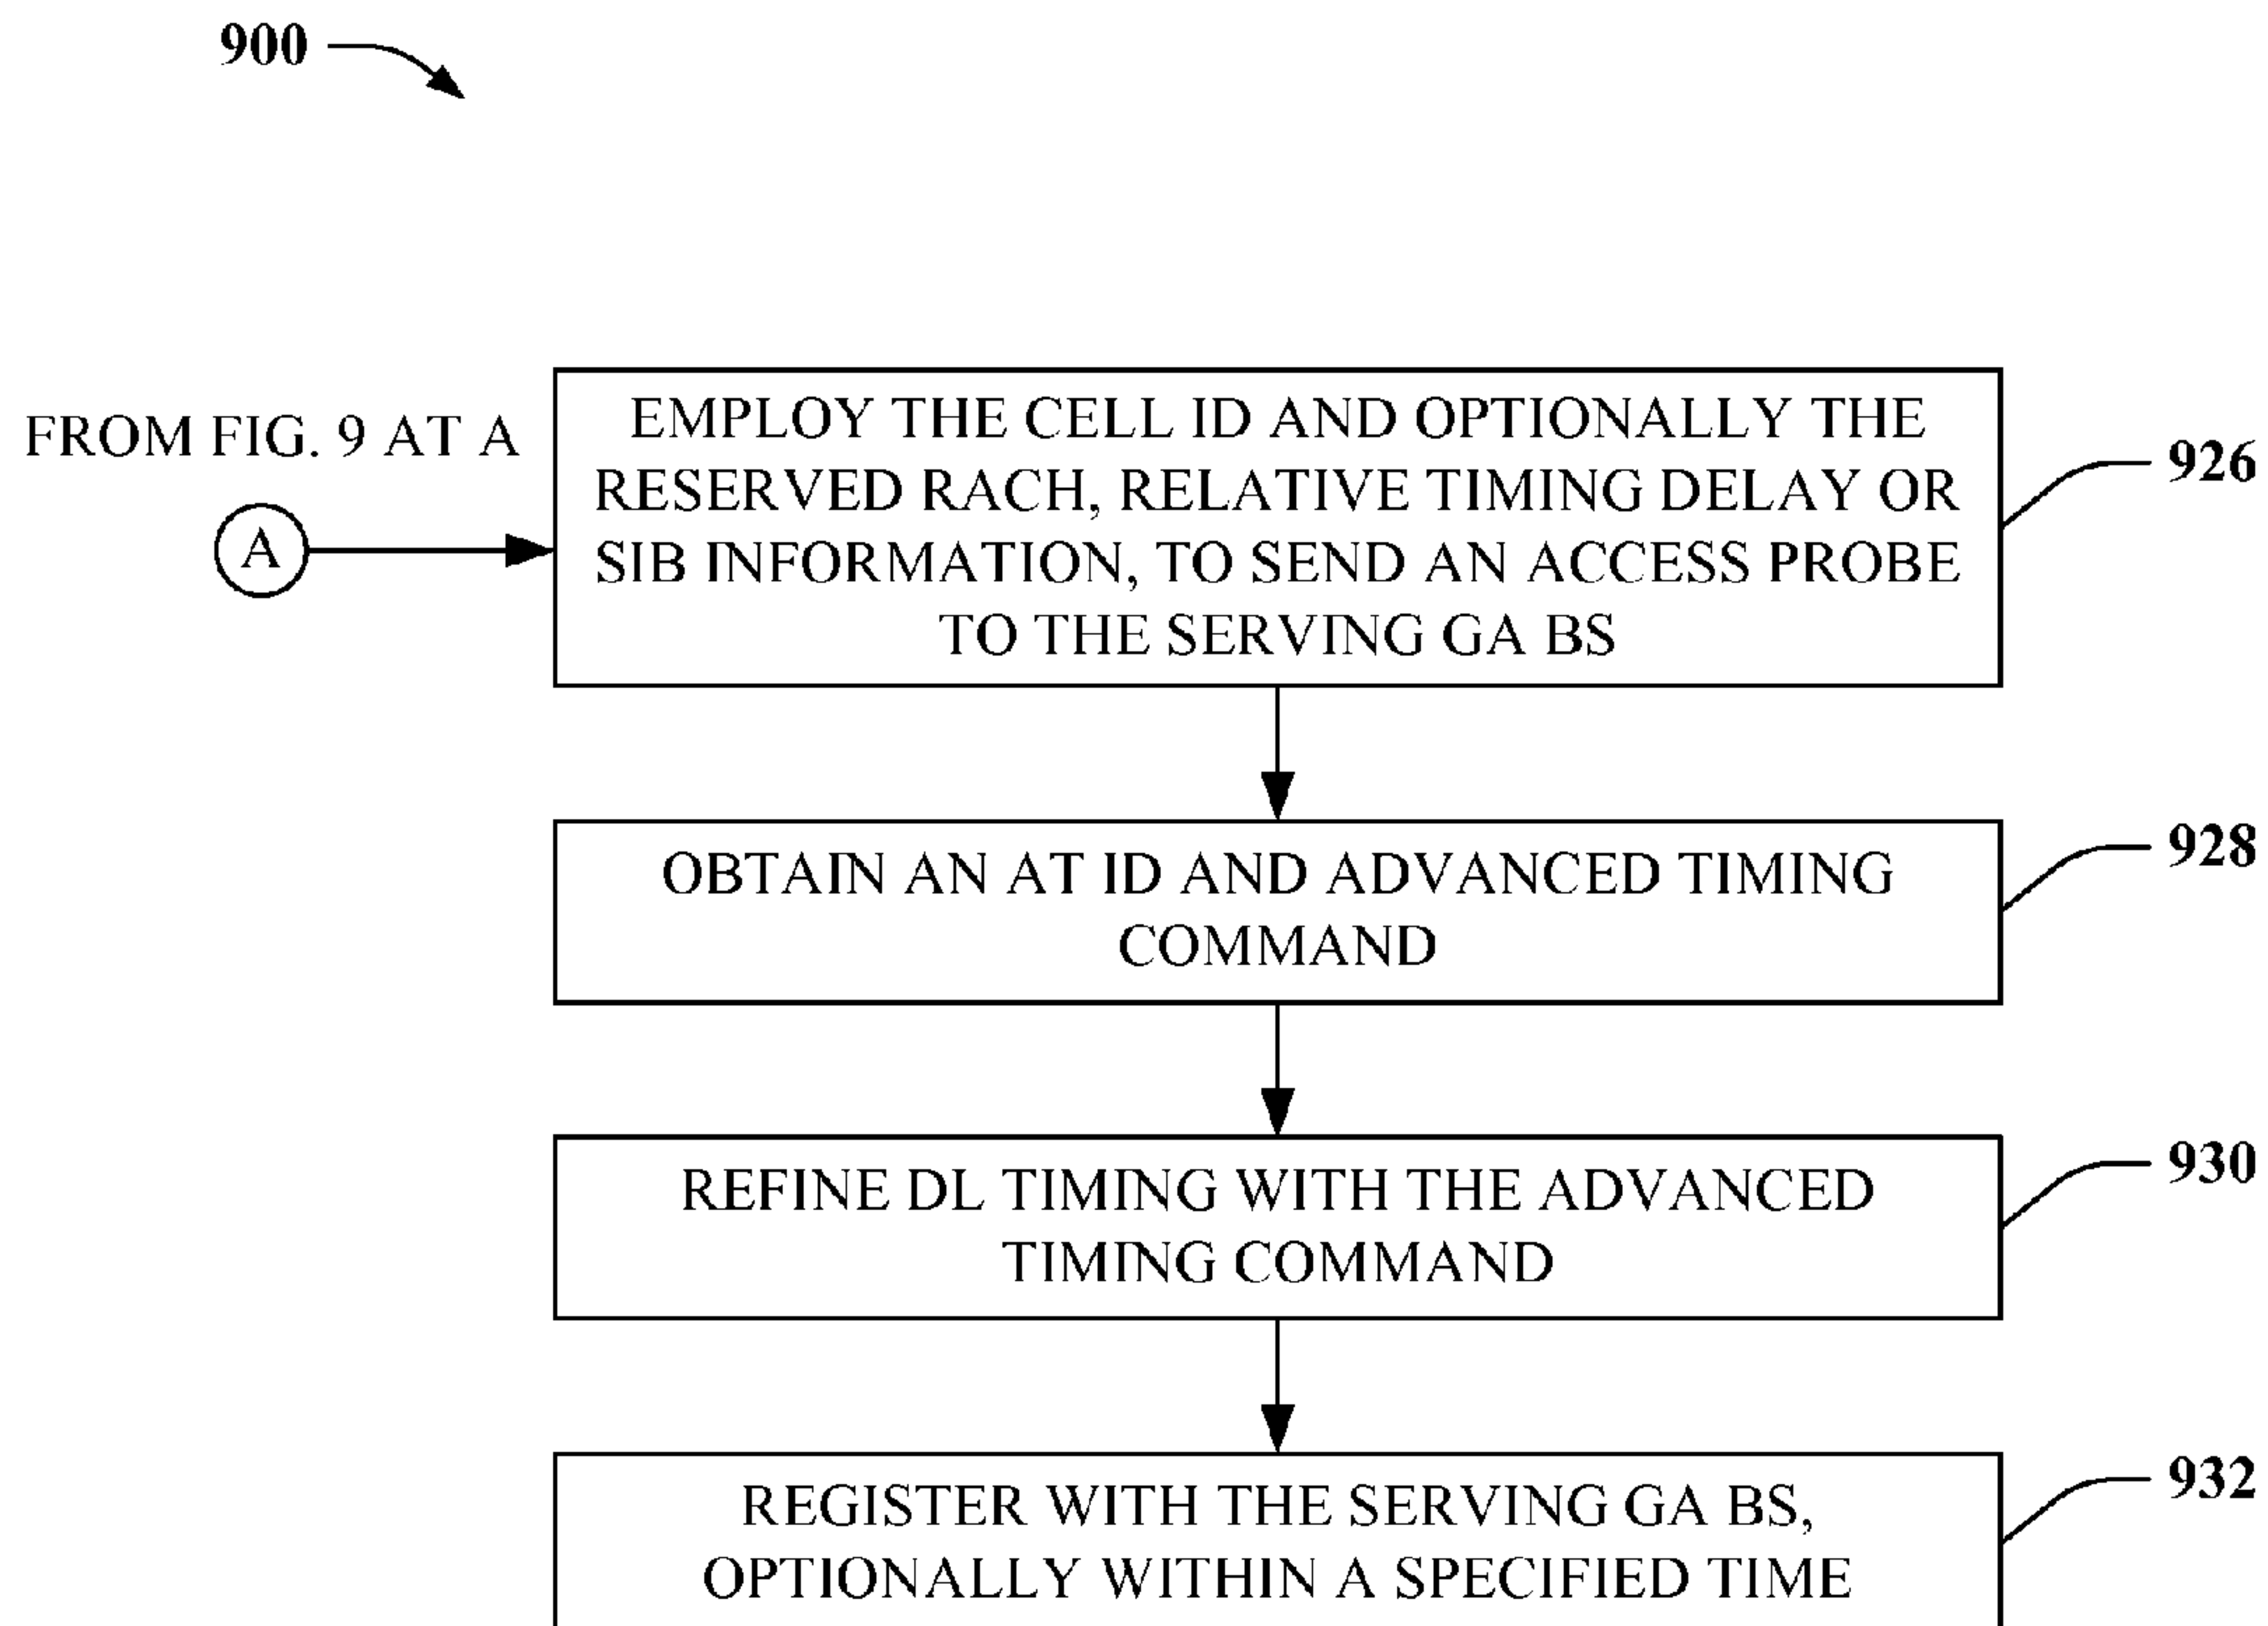 900
FROM FIG. 9 AT A
A
EMPLOY THE CELL ID AND OPTIONALLY THE
RESERVED RACH, RELATIVE TIMING DELAY OR
SIB INFORMATION, TO SEND AN ACCESS PROBE
TO THE SERVING GA BS
926
OBTAIN AN AT ID AND ADVANCED TIMING
COMMAND
928
REFINE DL TIMING WITH THE ADVANCED
TIMING COMMAND
930
REGISTER WITH THE SERVING GA BS,
OPTIONALLY WITHIN A SPECIFIED TIME
932